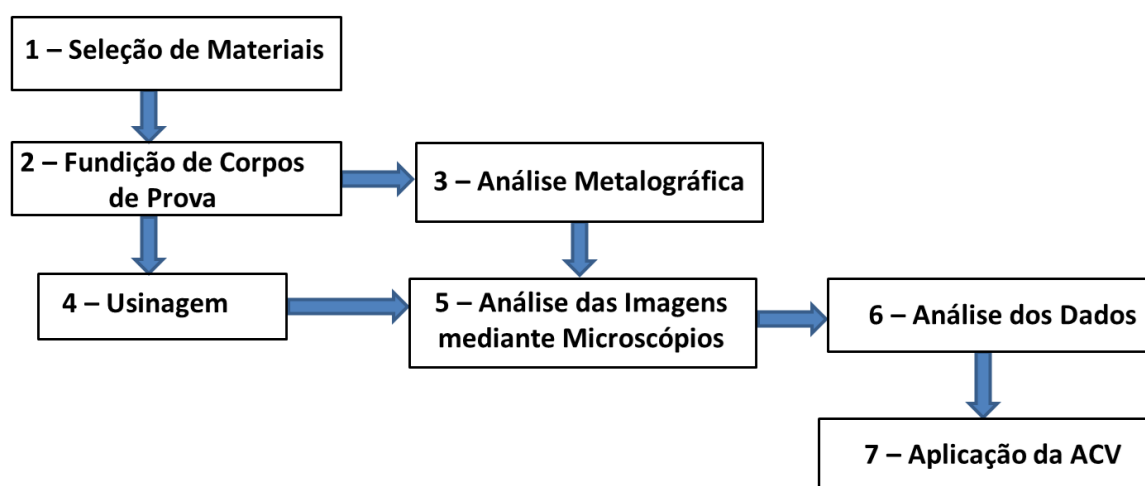 1 – Seleção de Materiais
2 – Fundição de Corpos
de Prova
3 – Análise Metalográfica
4 – Usinagem
5 – Análise das Imagens
mediante Microscópios
6 – Análise dos Dados
7 – Aplicação da ACV